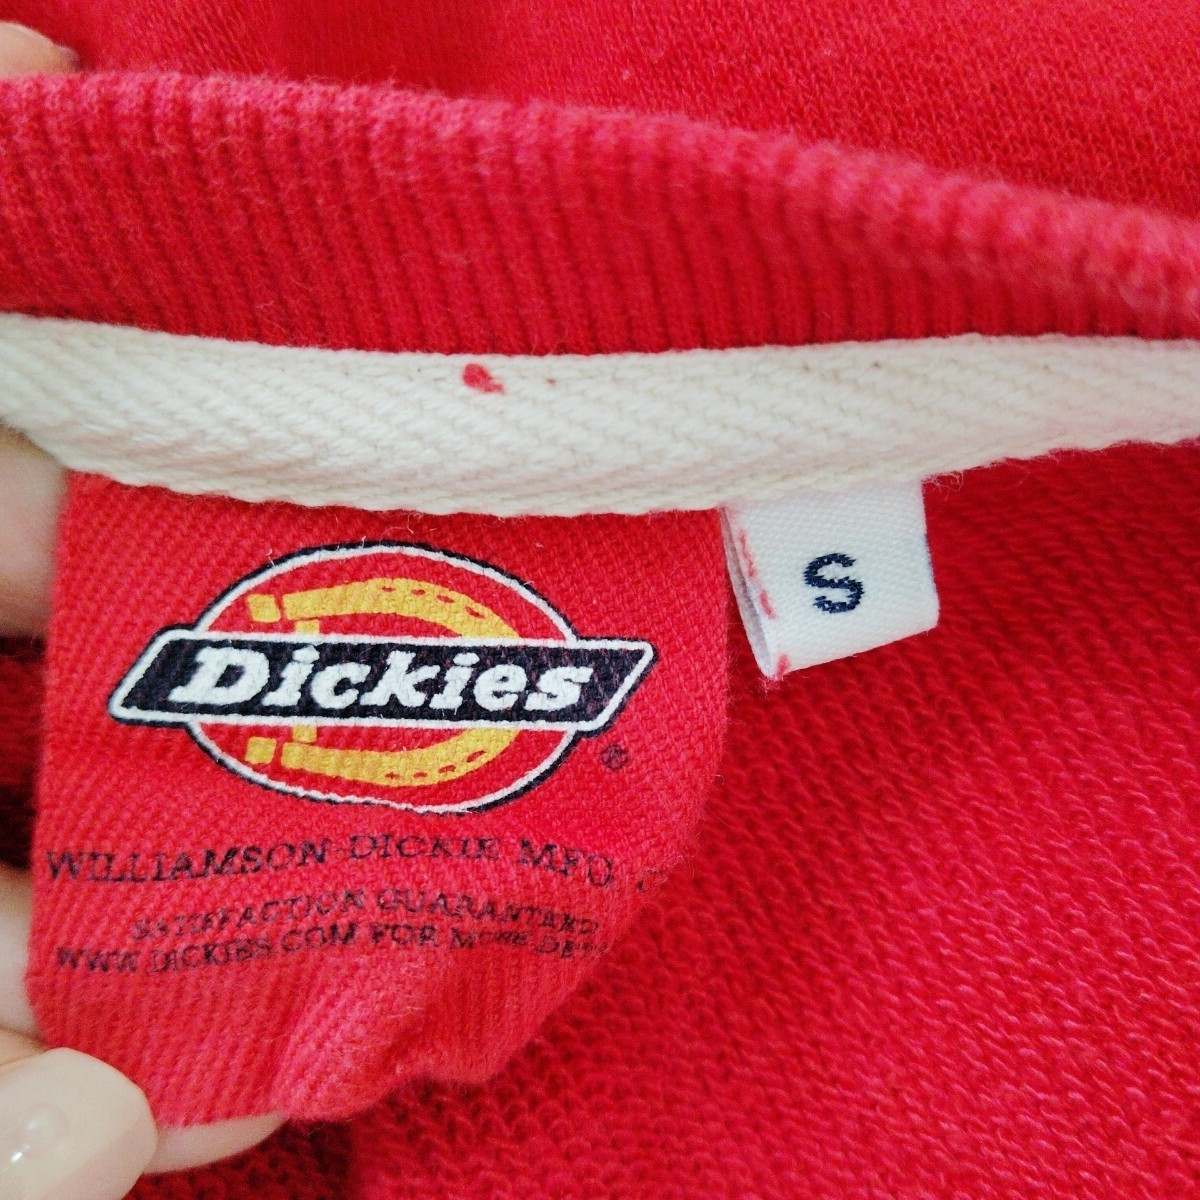 S
Dickies
®
WILLIAMSON-DICKIE MFG.
SATISFACTION GUARANTEED
WWW.DICKIES.COM FOR MORE